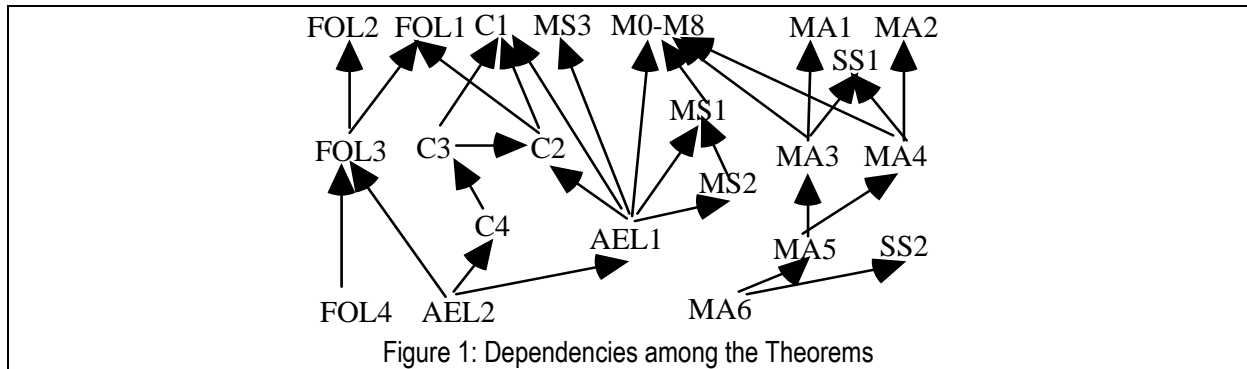 FOL2 FOL1 C1 MS3 M0-M8 MA1 MA2
SS1
MS1
FOL3 C3 C2 MA3 MA4
MS2
C4
AEL1 MA5 SS2
FOL4 AEL2 MA6
Figure 1: Dependencies among the Theorems